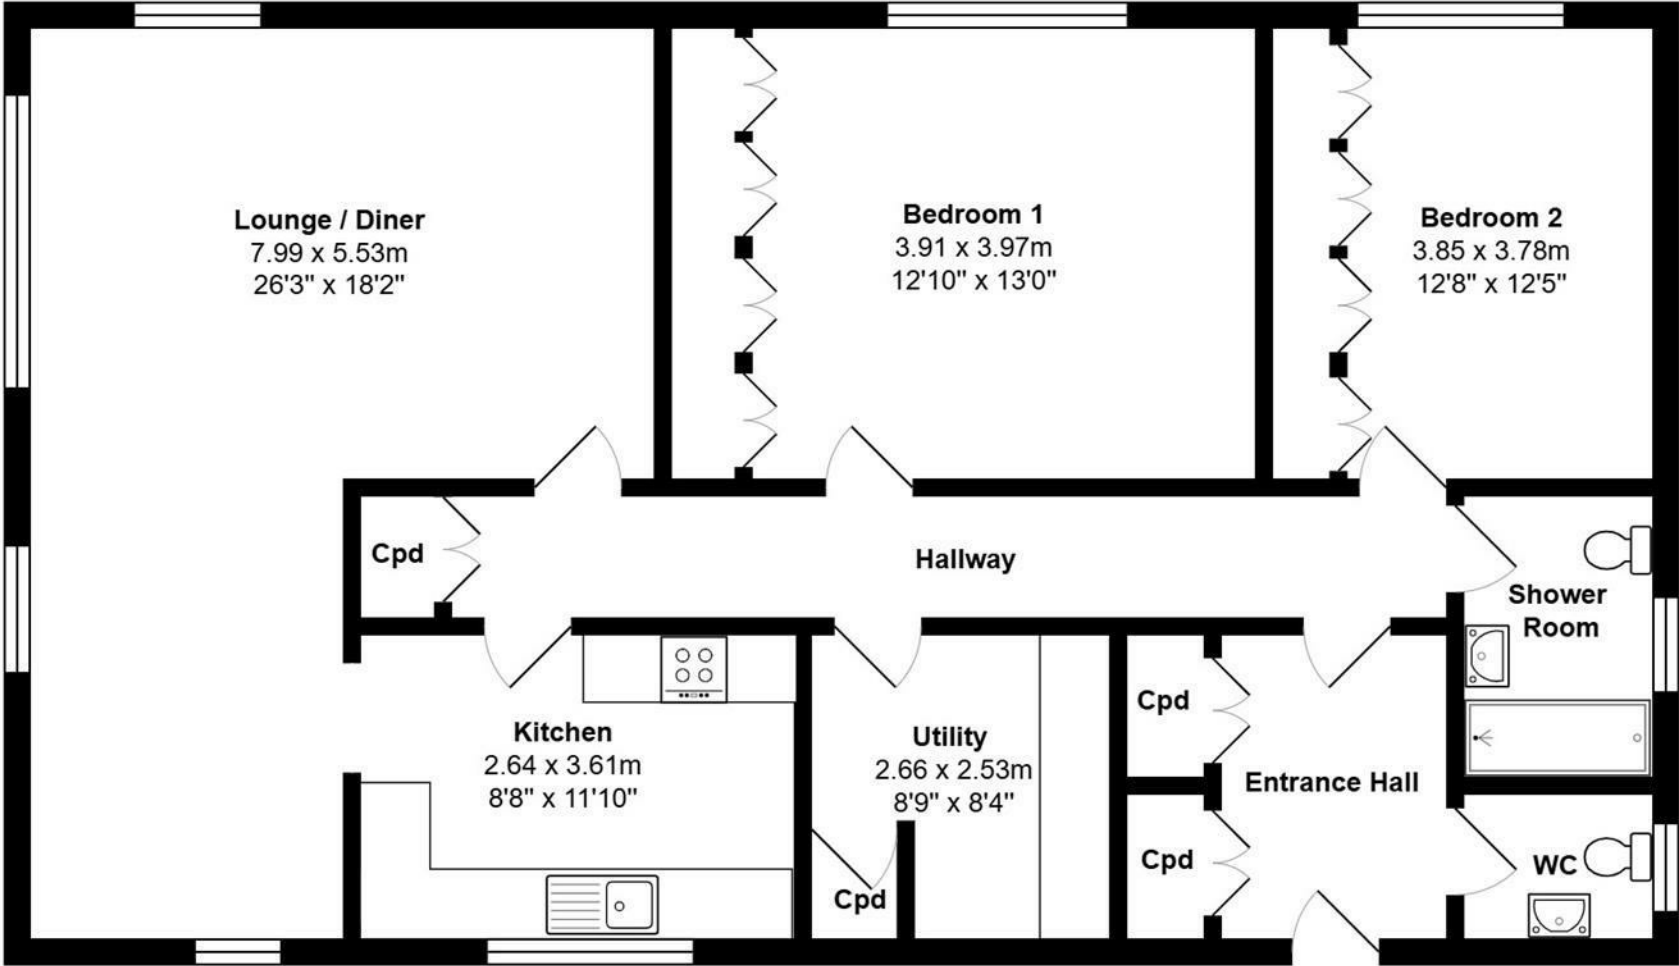 Lounge / Diner
7.99 x 5.53m
26'3" x 18'2"
Bedroom 1
3.91 x 3.97m
12'10" x 13'0"
Bedroom 2
3.85 x 3.78m
12'8" x 12'5"
Cpd
Hallway
Shower
Room
Kitchen
2.64 x 3.61m
8'8" x 11'10"
Utility
2.66 x 2.53m
8'9" x 8'4"
Cpd
Cpd
Entrance Hall
Cpd
WC